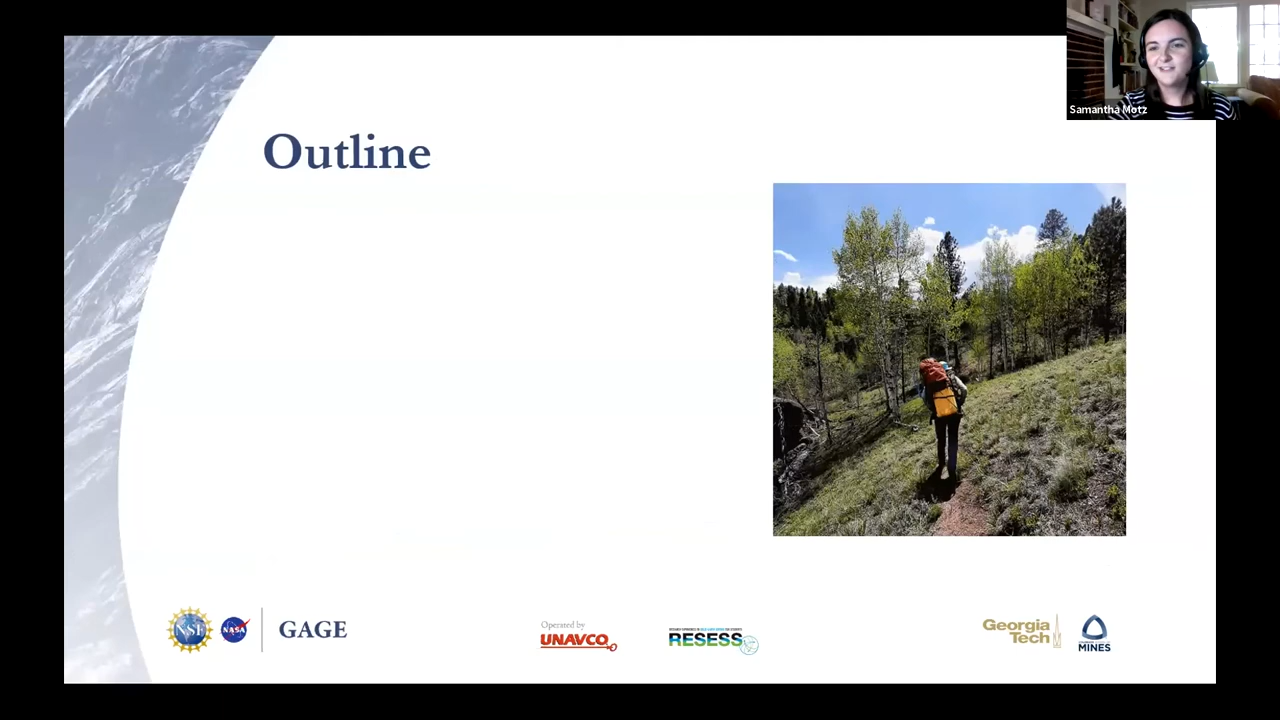 Samantha Motz
Outline
NSF
NASA
GAGE
Operated by
UNAVCO
RESESS
Georgia
Tech
MINES